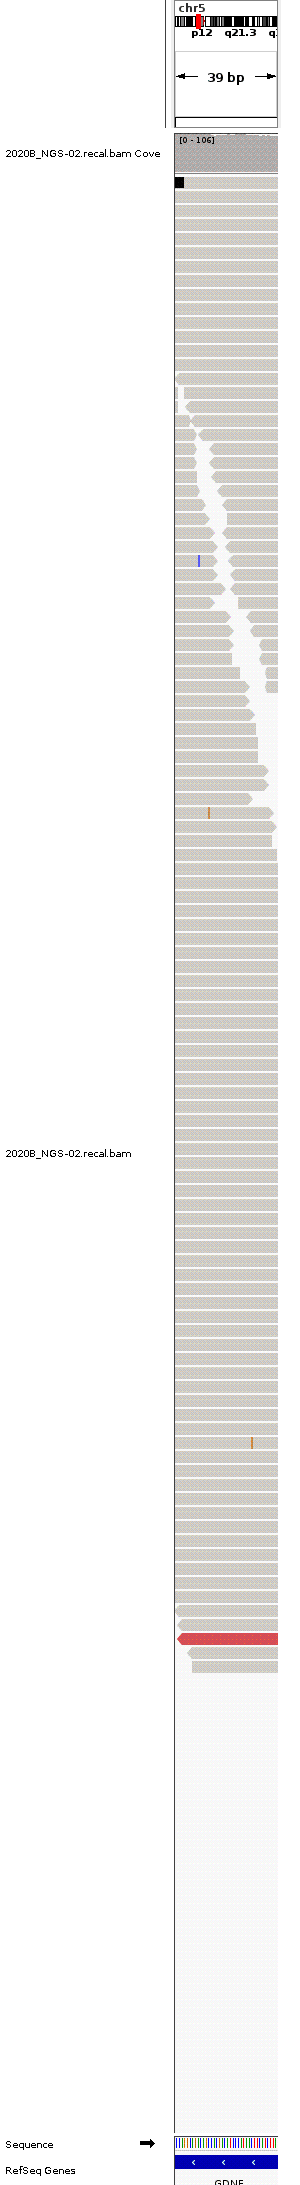 chr5
p12 q21.3 q
39 bp
[0 - 106]
2020B_NGS-02.recal.bam Cove
2020B_NGS-02.recal.bam
Sequence
RefSeq Genes
GDNF